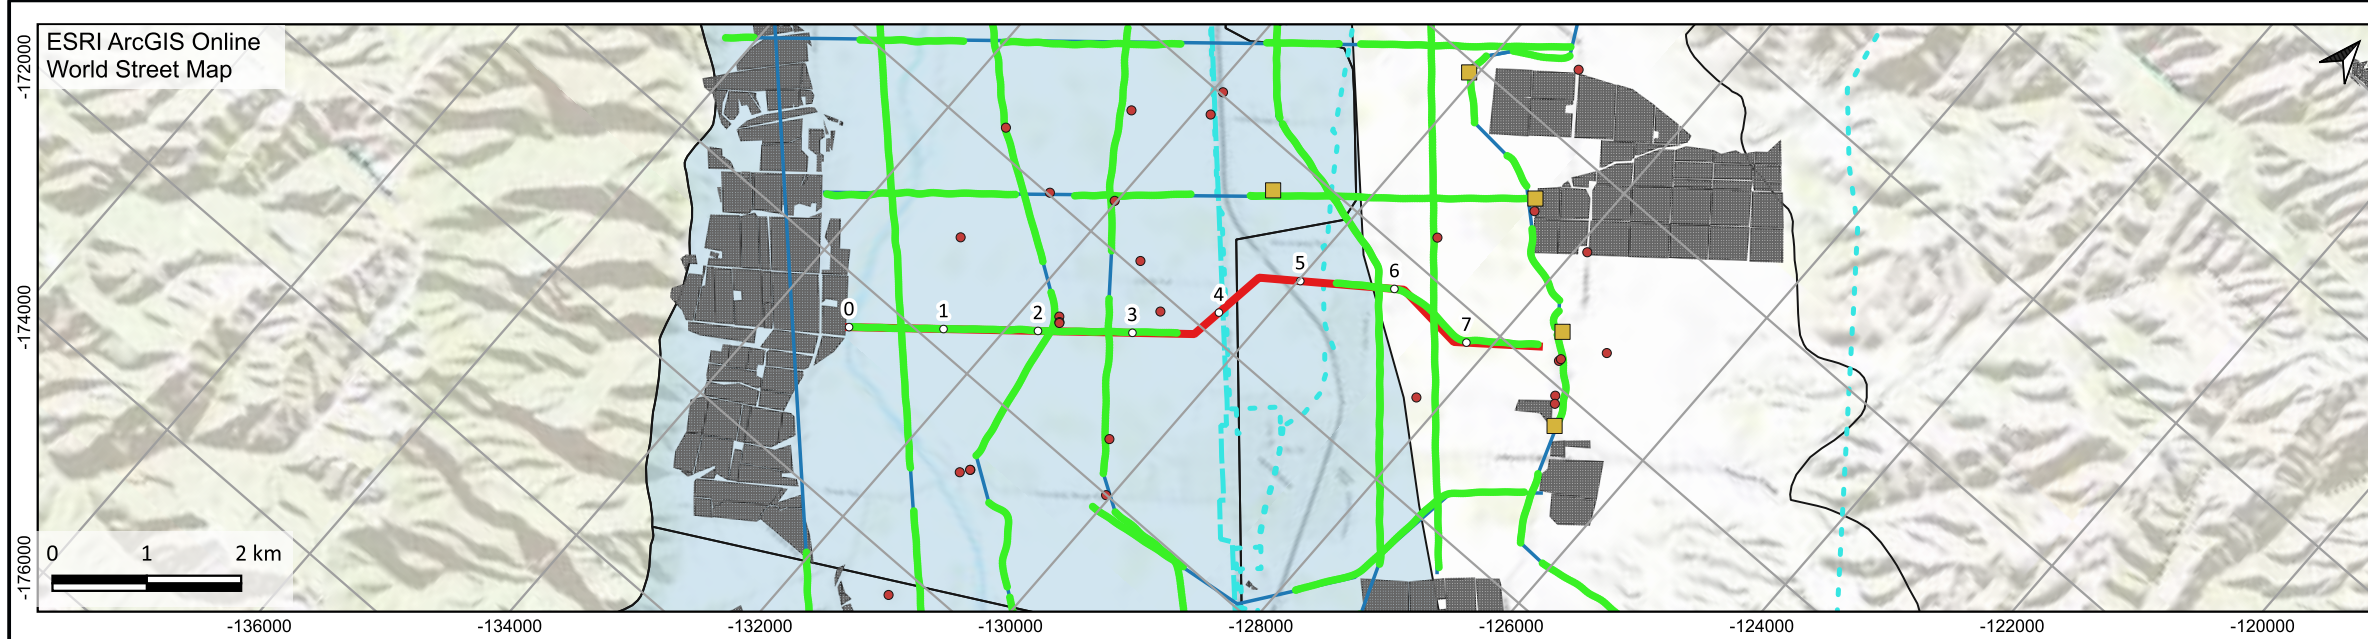 ESRI ArcGIS Online
World Street Map
-172000
-174000
-176000
0 1 2 3 4 5 6 7
0 1 2 km
-136000 -134000 -132000 -130000 -128000 -126000 -124000 -122000 -120000